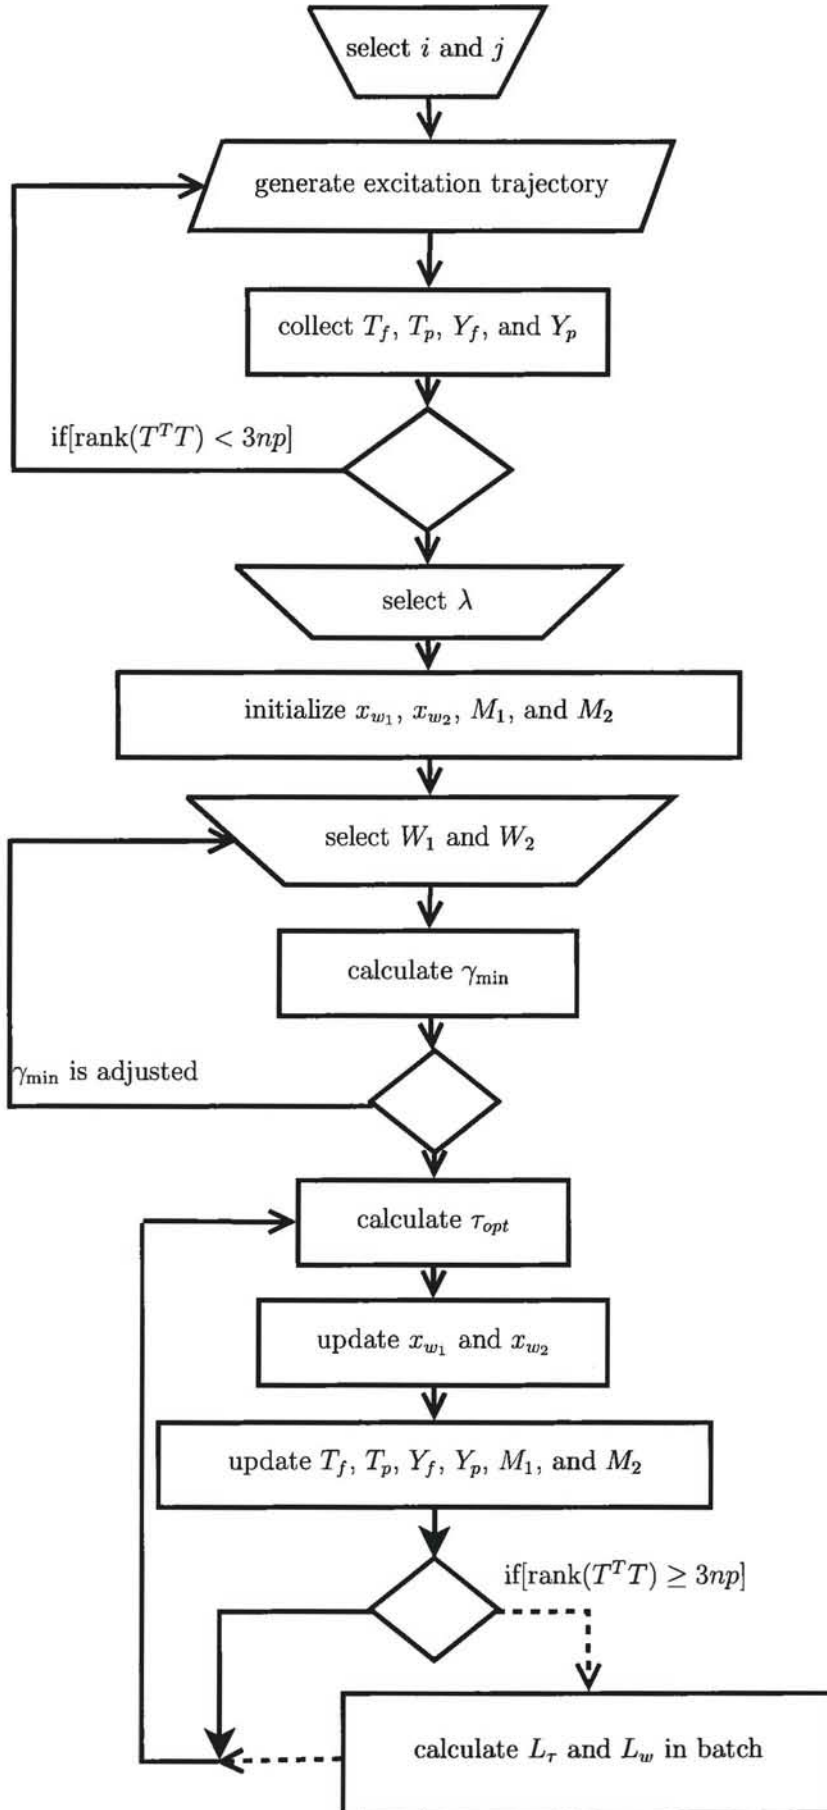 select i and j
generate excitation trajectory
collect T_f, T_p, Y_f, and Y_p
if[rank(T^T T) < 3np]
select λ
initialize x_{w_1}, x_{w_2}, M_1, and M_2
select W_1 and W_2
calculate γ_min
γ_min is adjusted
calculate τ_opt
update x_{w_1} and x_{w_2}
update T_f, T_p, Y_f, Y_p, M_1, and M_2
if[rank(T^T T) ≥ 3np]
calculate L_τ and L_w in batch